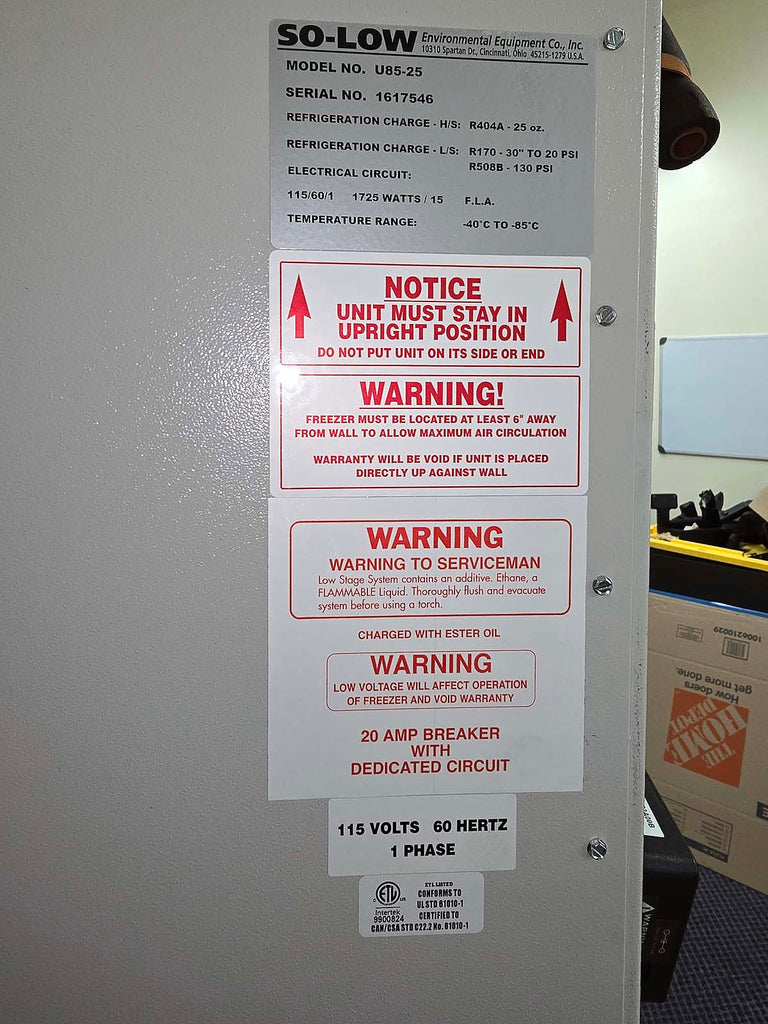 SO-LOW Environmental Equipment Co., Inc.
10310 Spartan Dr., Cincinnati, Ohio 45215-1279 U.S.A.
MODEL NO. U85-25
SERIAL NO. 1617546
REFRIGERATION CHARGE - H/S: R404A - 25 oz.
REFRIGERATION CHARGE - L/S: R170 - 30" TO 20 PSI
R508B - 130 PSI
ELECTRICAL CIRCUIT:
115/60/1 1725 WATTS / 15 F.L.A.
TEMPERATURE RANGE: -40°C TO -85°C
NOTICE
UNIT MUST STAY IN
UPRIGHT POSITION
DO NOT PUT UNIT ON ITS SIDE OR END
WARNING!
FREEZER MUST BE LOCATED AT LEAST 6" AWAY
FROM WALL TO ALLOW MAXIMUM AIR CIRCULATION
WARRANTY WILL BE VOID IF UNIT IS PLACED
DIRECTLY UP AGAINST WALL
WARNING
WARNING TO SERVICEMAN
Low Stage System contains an additive. Ethane, a
FLAMMABLE Liquid. Thoroughly flush and evacuate
system before using a torch.
CHARGED WITH ESTER OIL
WARNING
LOW VOLTAGE WILL AFFECT OPERATION
OF FREEZER AND VOID WARRANTY
20 AMP BREAKER
WITH
DEDICATED CIRCUIT
115 VOLTS 60 HERTZ
1 PHASE
ETL LISTED
CONFORMS TO
UL STD 61010-1
CERTIFIED TO
CAN/CSA STD C22.2 No. 61010-1
C ETL US
Intertek
9900824
1006210029
How doers
get more done.
THE
HOME
DEPOT
WARNI